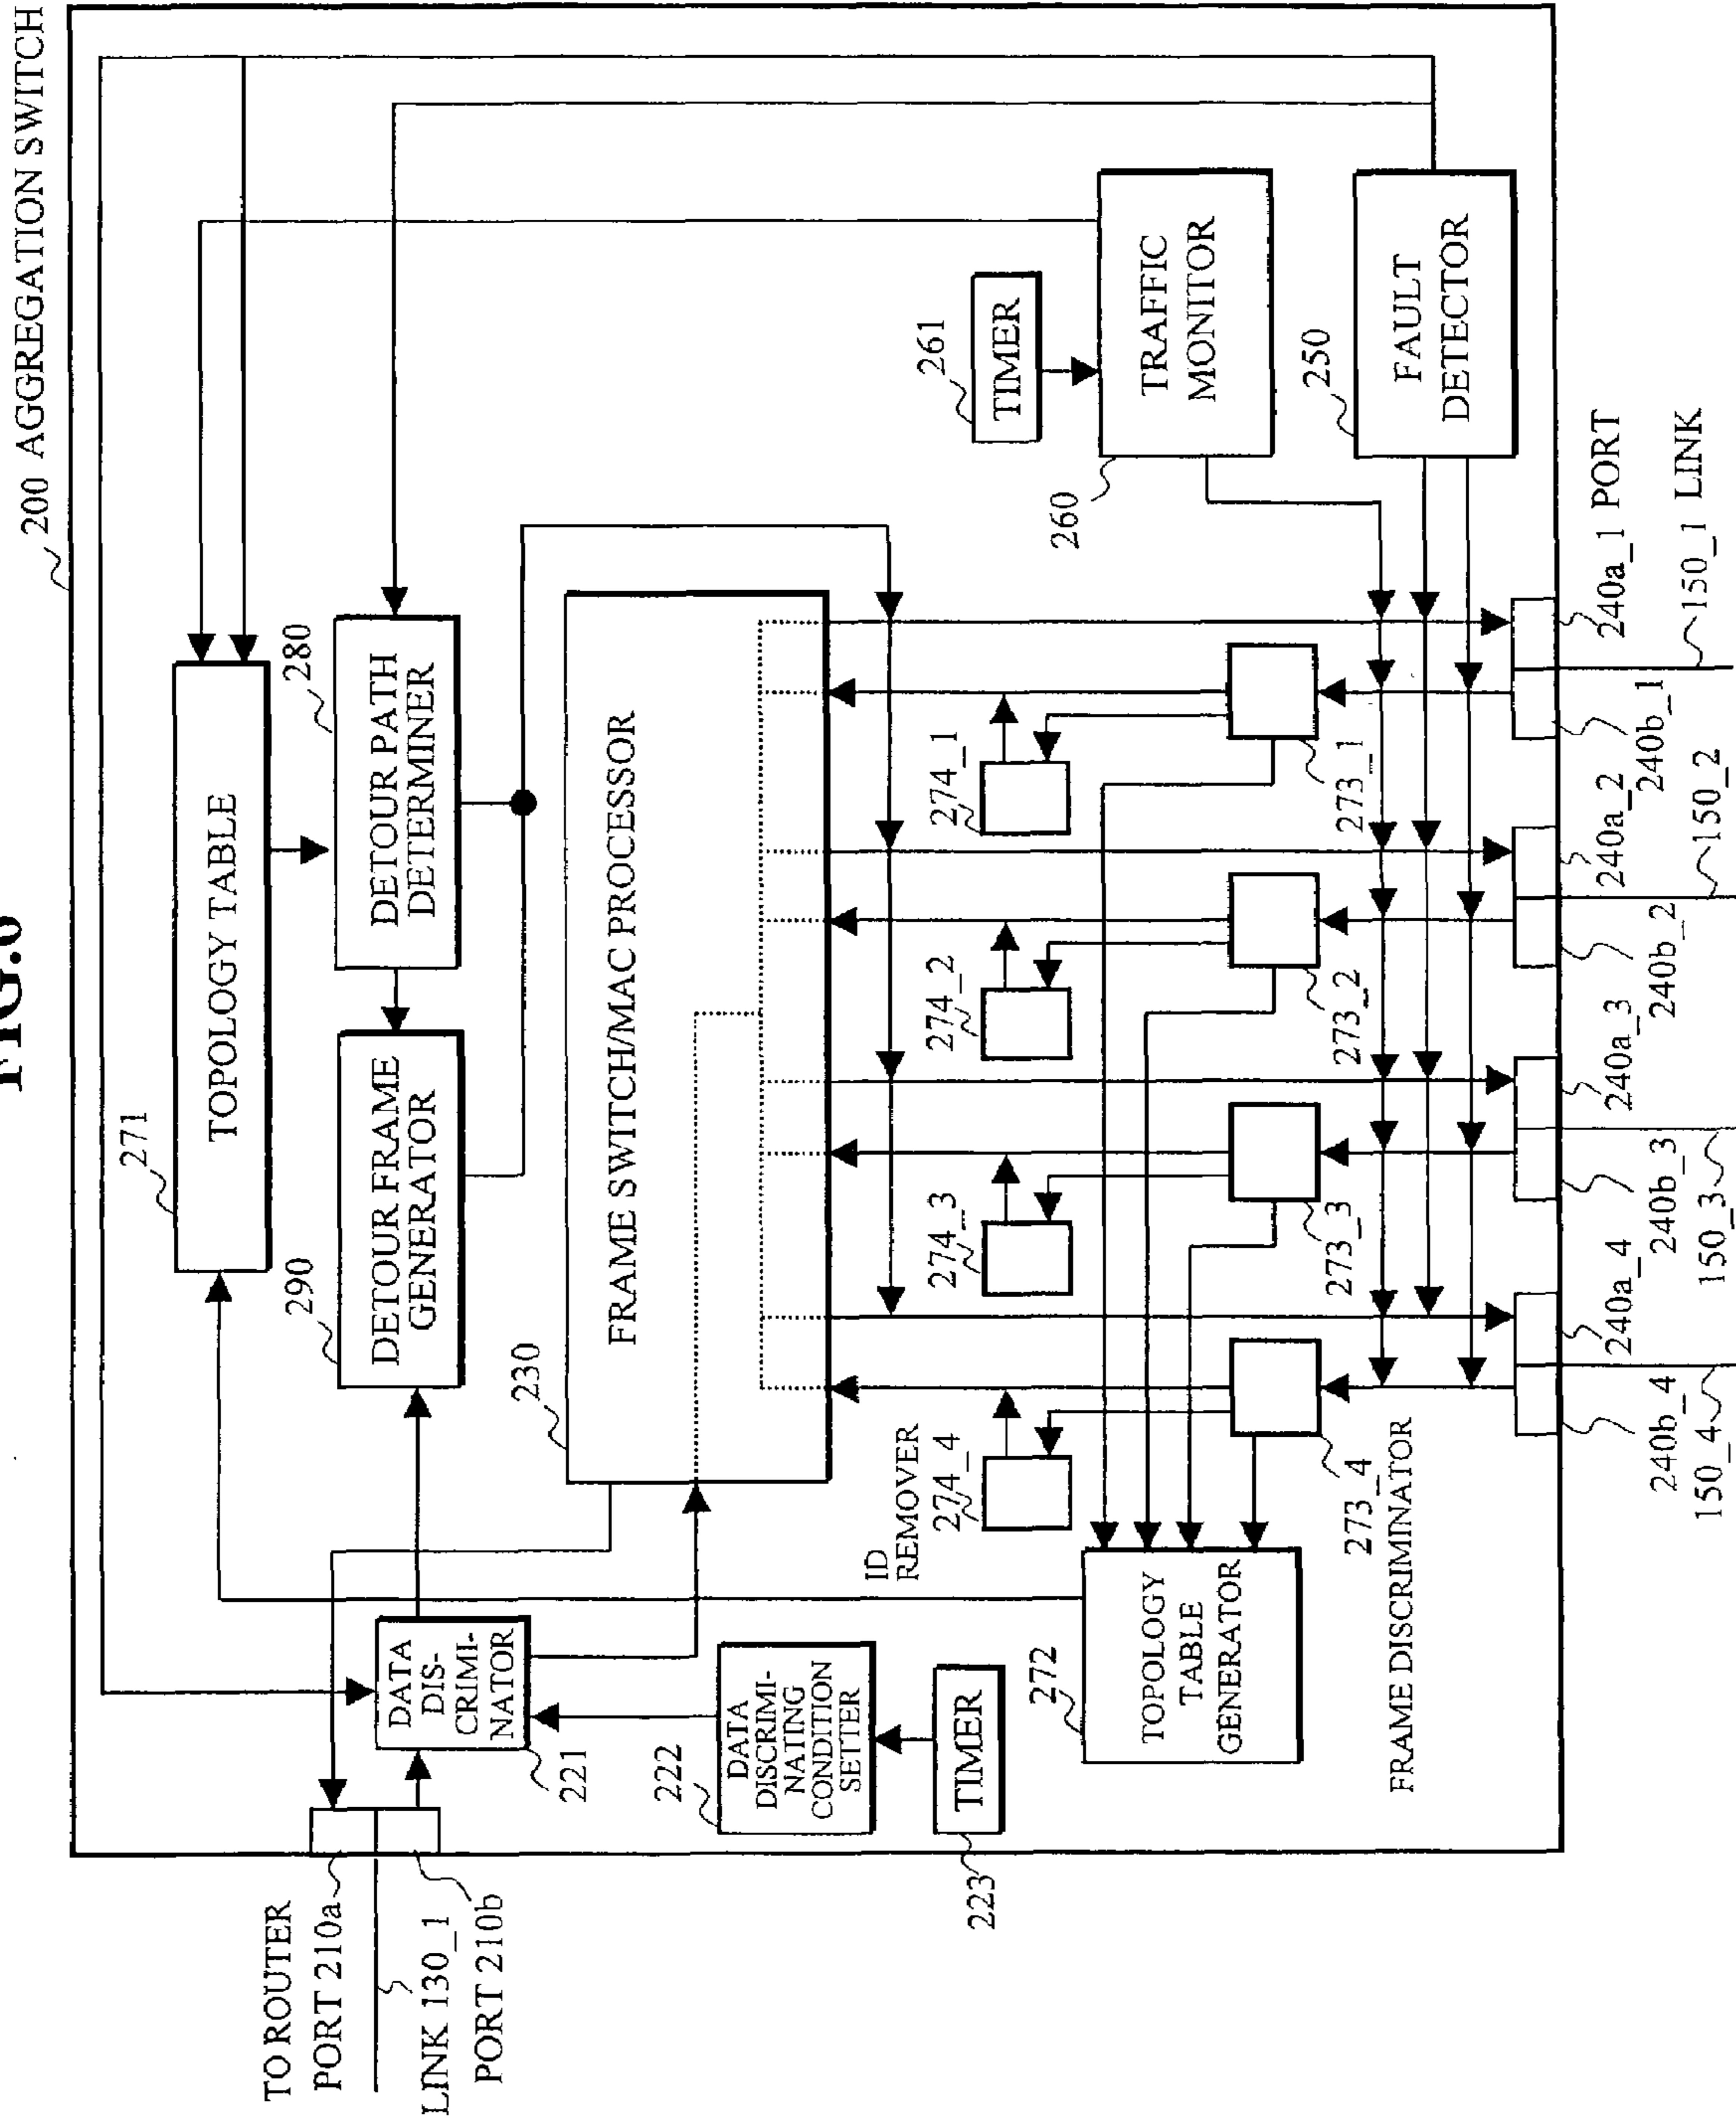 FIG.6
200 AGGREGATION SWITCH
271
TOPOLOGY TABLE
280
DETOUR PATH
DETERMINER
290
DETOUR FRAME
GENERATOR
230
FRAME SWITCH/MAC PROCESSOR
TO ROUTER
PORT 210a
LINK 130_1
PORT 210b
DATA
DIS-
CRIMI-
NATOR
221
222
DATA
DISCRIMI-
NATING
CONDITION
SETTER
TIMER
223
261
TIMER
TRAFFIC
MONITOR
260
250
FAULT
DETECTOR
ID
REMOVER
274_4
274_3
274_2
274_1
272
TOPOLOGY
TABLE
GENERATOR
273_4
FRAME DISCRIMINATOR
273_3
273_2
273_1
240b_4
150_4
240a_4
240b_3
150_3
240a_3
240b_2
150_2
240a_2
240b_1
150_1 LINK
240a_1 PORT